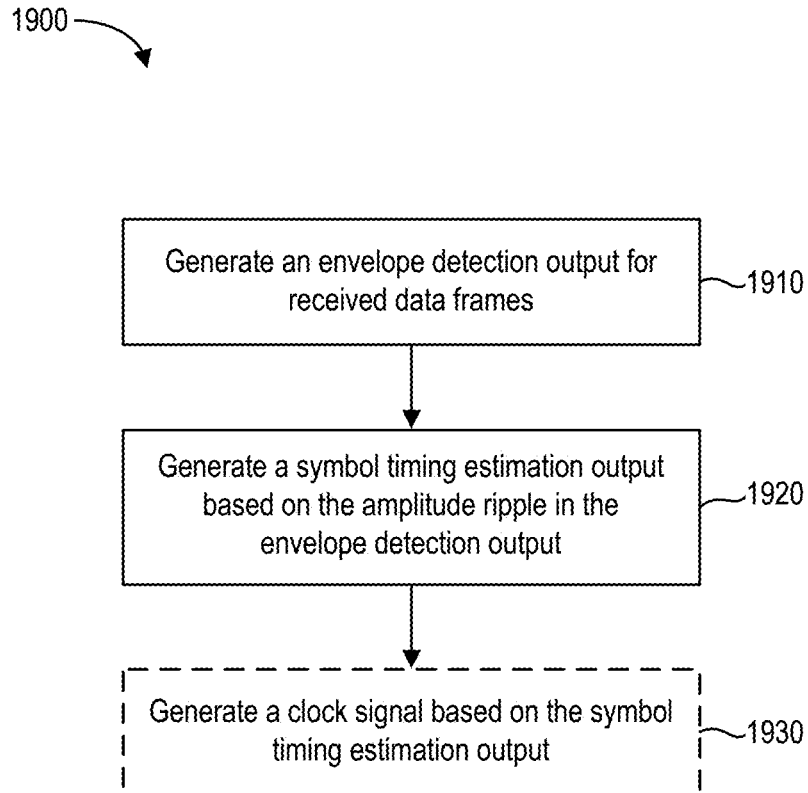 1900
Generate an envelope detection output for
received data frames
1910
Generate a symbol timing estimation output
based on the amplitude ripple in the
envelope detection output
1920
Generate a clock signal based on the symbol
timing estimation output
1930